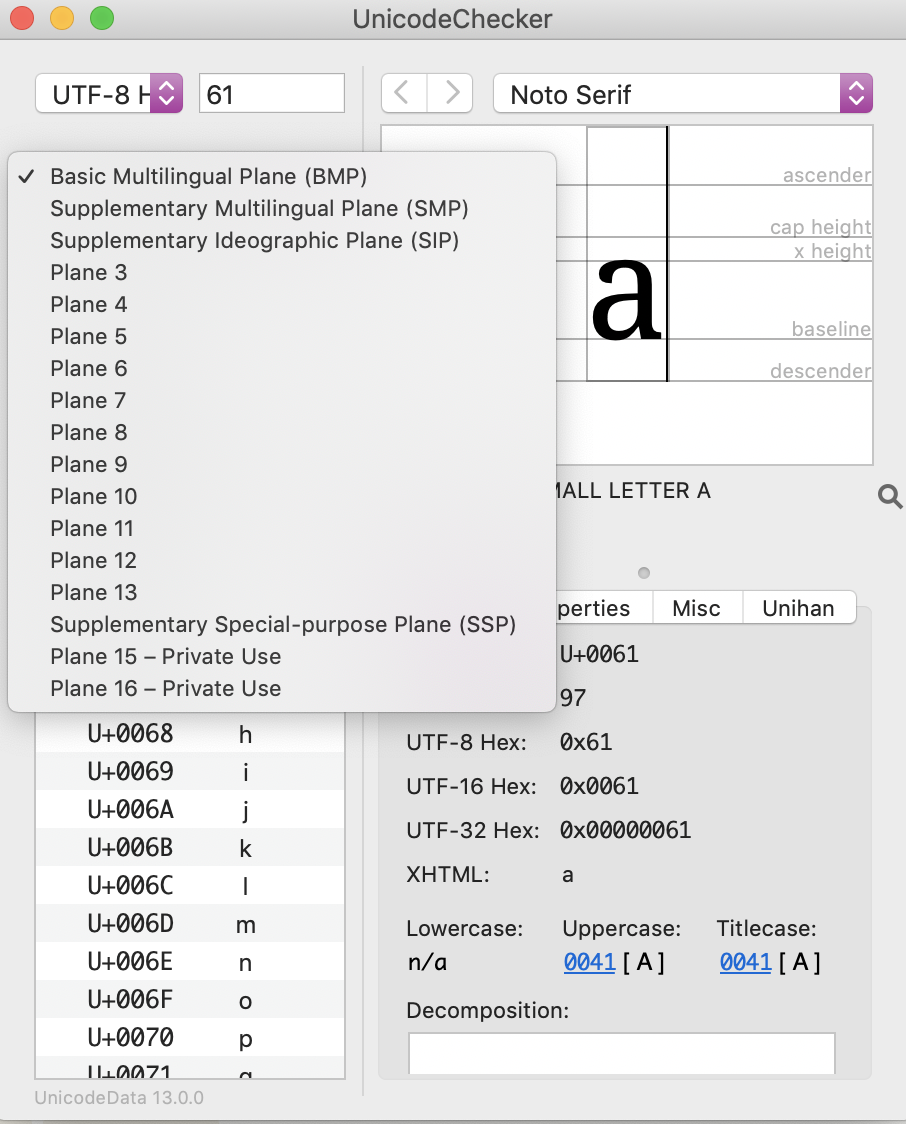 UnicodeChecker
UTF-8 H 61
Noto Serif
Basic Multilingual Plane (BMP)
Supplementary Multilingual Plane (SMP)
Supplementary Ideographic Plane (SIP)
Plane 3
Plane 4
Plane 5
Plane 6
Plane 7
Plane 8
Plane 9
Plane 10
Plane 11
Plane 12
Plane 13
Supplementary Special-purpose Plane (SSP)
Plane 15 – Private Use
Plane 16 – Private Use
U+0068 h
U+0069 i
U+006A j
U+006B k
U+006C l
U+006D m
U+006E n
U+006F o
U+0070 p
U+0071 q
UnicodeData 13.0.0
ascender
cap height
x height
a
baseline
descender
MALL LETTER A
perties Misc Unihan
U+0061
97
UTF-8 Hex: 0x61
UTF-16 Hex: 0x0061
UTF-32 Hex: 0x00000061
XHTML: a
Lowercase: Uppercase: Titlecase:
n/a 0041 [ A ] 0041 [ A ]
Decomposition: